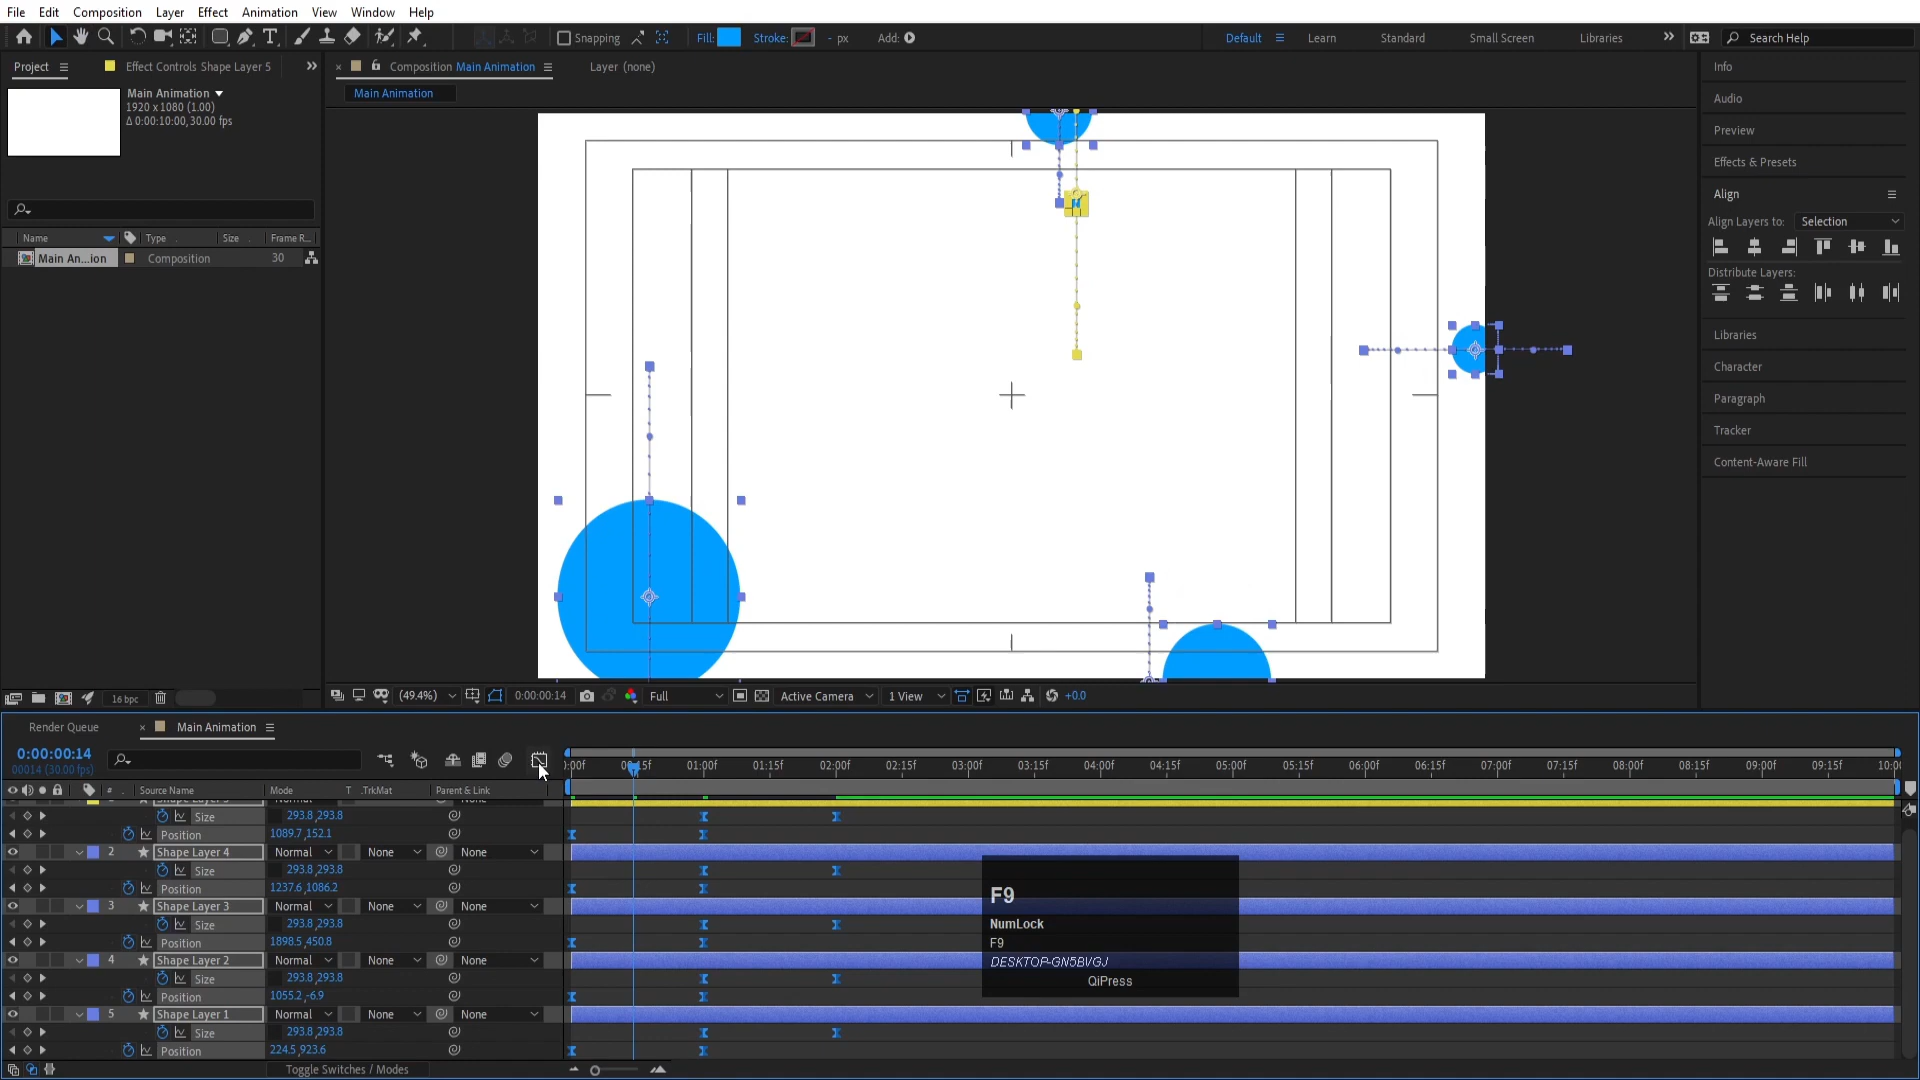 File Edit Composition Layer Effect Animation View Window Help
Snapping Fill: Stroke: - px Add: Default Learn Standard Small Screen Libraries Search Help
Project Effect Controls Shape Layer 5 Composition Main Animation Layer (none) Info
Main Animation
Main Animation
1920 x 1080 (1.00)
Δ 0:00:10:00, 30.00 fps
Audio
Preview
Effects & Presets
Align
Align Layers to: Selection
Distribute Layers:
Name Type Size Frame R...
Main An...ion Composition 30
Libraries
Character
Paragraph
Tracker
Content-Aware Fill
16 bpc (49.4%) 0:00:00:14 Full Active Camera 1 View +0.0
Render Queue Main Animation
0:00:00:14
00014 (30.00 fps)
:00f 00:15f 01:00f 01:15f 02:00f 02:15f 03:00f 03:15f 04:00f 04:15f 05:00f 05:15f 06:00f 06:15f 07:00f 07:15f 08:00f 08:15f 09:00f 09:15f 10:00
# Source Name Mode T .TrkMat Parent & Link
Size 293.8,293.8
Position 1089.7,152.1
2 Shape Layer 4 Normal None None
Size 293.8,293.8
Position 1237.6,1086.2
3 Shape Layer 3 Normal None None
Size 293.8,293.8
Position 1898.5,450.8
4 Shape Layer 2 Normal None None
Size 293.8,293.8
Position 1055.2,-6.9
5 Shape Layer 1 Normal None None
Size 293.8,293.8
Position 224.5,923.6
Toggle Switches / Modes
F9
NumLock
F9
DESKTOP-GN5BVGJ
QiPress